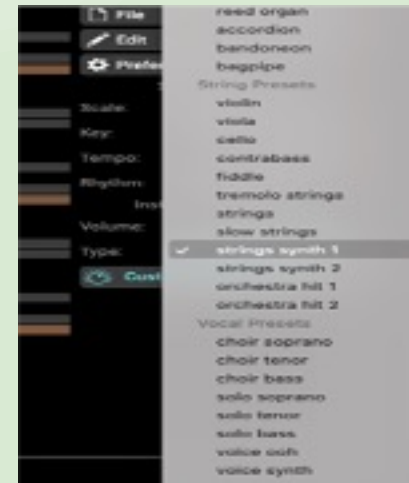 File
Edit
Prefe
Scale:
Key:
Tempo:
Rhythm:
Inst
Volume:
Type:
Cust
reed organ
accordion
bandoneon
bagpipe
String Presets
violin
viola
cello
contrabass
fiddle
tremolo strings
strings
slow strings
✓ strings synth 1
strings synth 2
orchestra hit 1
orchestra hit 2
Vocal Presets
choir soprano
choir tenor
choir bass
solo soprano
solo tenor
solo bass
voice ooh
voice synth